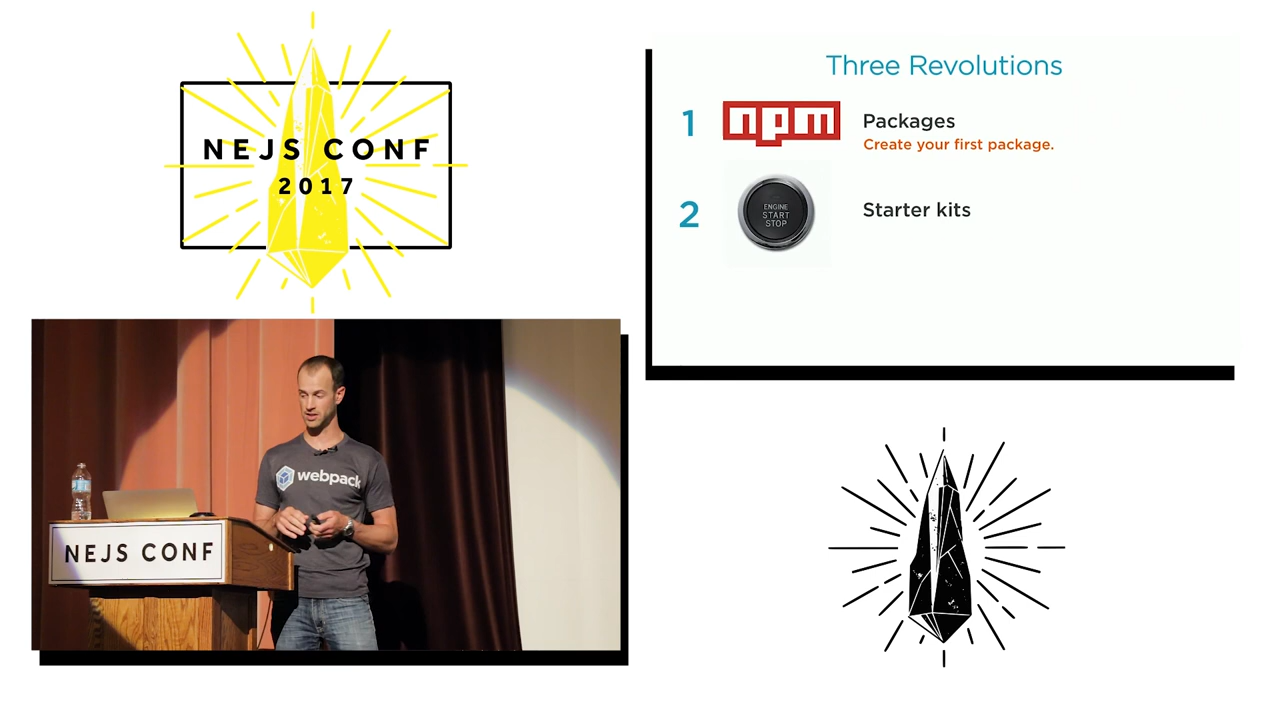 NEJS CONF
2017
Three Revolutions
1
npm
Packages
Create your first package.
2
ENGINE
START
STOP
Starter kits
webpack
NEJS CONF